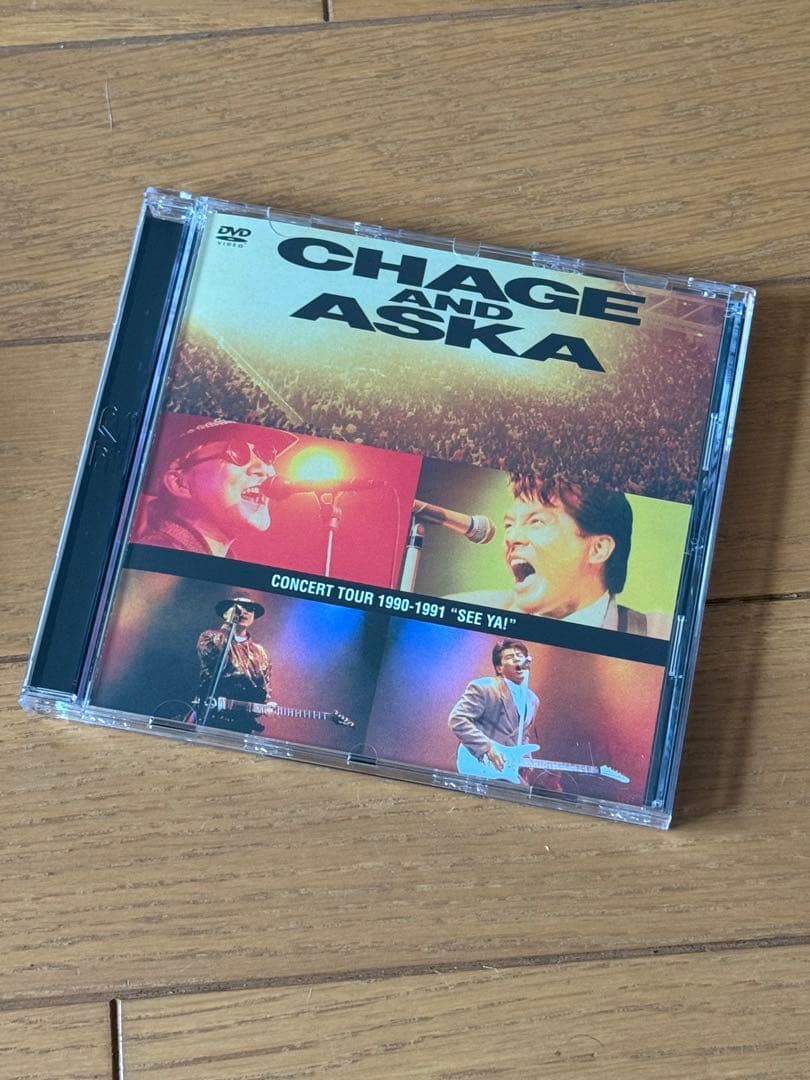 DVD
VIDEO
CHAGE
AND
ASKA
CONCERT TOUR 1990-1991 “SEE YA!”